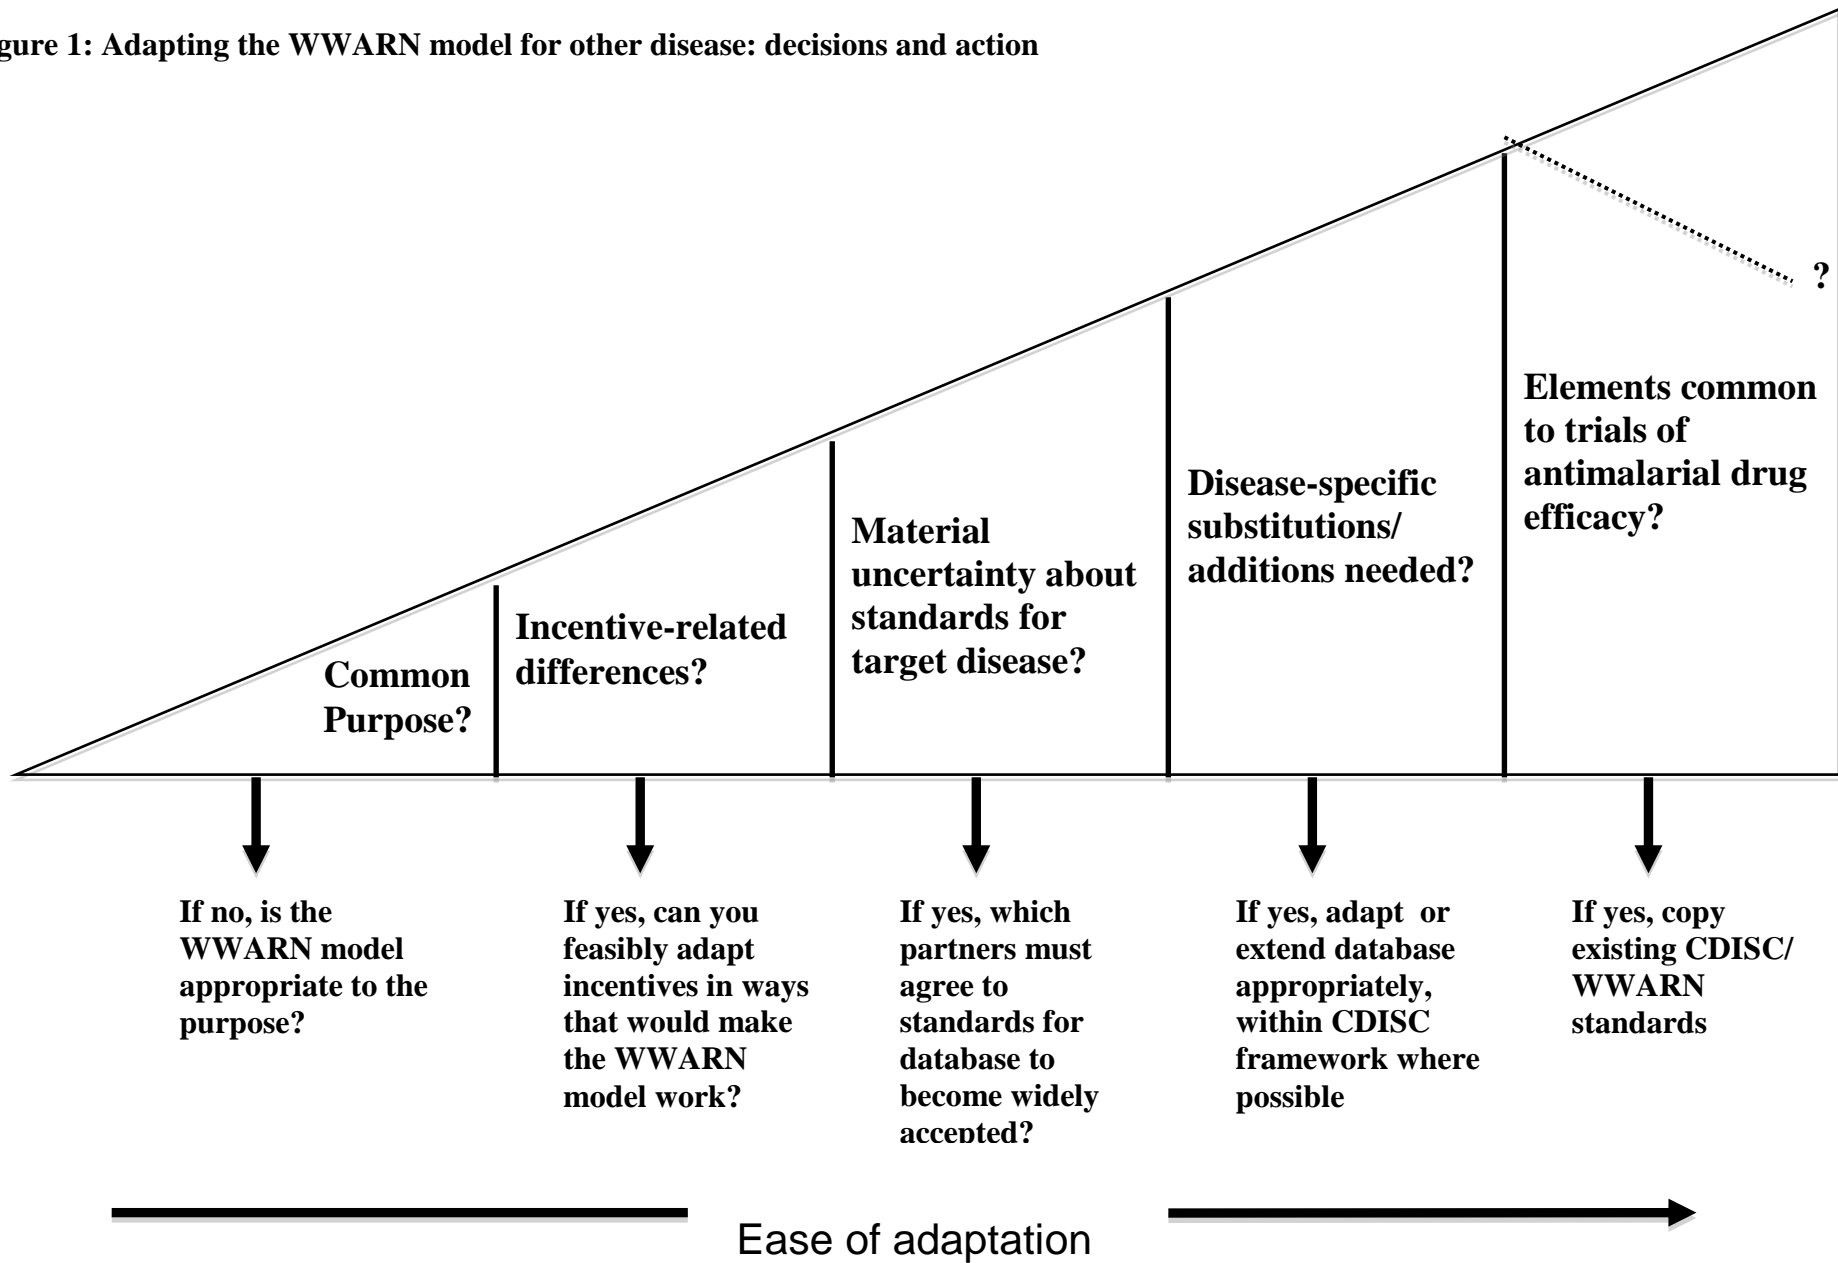 gure 1: Adapting the WWARN model for other disease: decisions and action
?
Elements common
to trials of
antimalarial drug
efficacy?
Disease-specific
substitutions/
additions needed?
Material
uncertainty about
standards for
target disease?
Incentive-related
differences?
Common
Purpose?
If no, is the
WWARN model
appropriate to the
purpose?
If yes, can you
feasibly adapt
incentives in ways
that would make
the WWARN
model work?
If yes, which
partners must
agree to
standards for
database to
become widely
accepted?
If yes, adapt or
extend database
appropriately,
within CDISC
framework where
possible
If yes, copy
existing CDISC/
WWARN
standards
Ease of adaptation